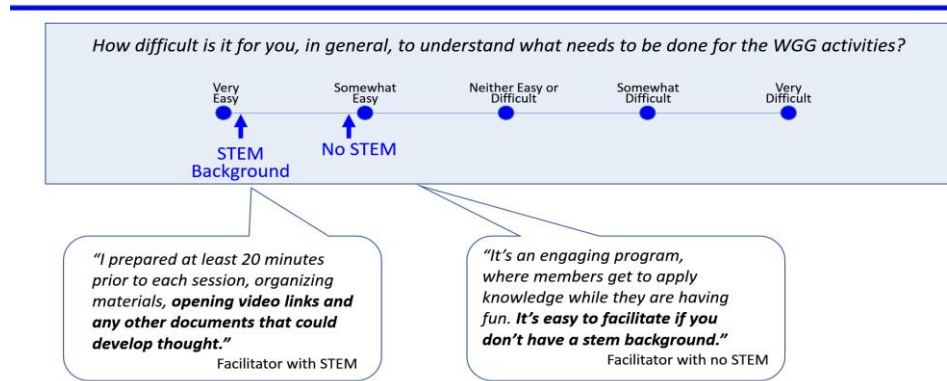 How difficult is it for you, in general, to understand what needs to be done for the WGG activities?
Very
Easy
Somewhat
Easy
Neither Easy or
Difficult
Somewhat
Difficult
Very
Difficult
STEM
Background
No STEM
“I prepared at least 20 minutes
prior to each session, organizing
materials, opening video links and
any other documents that could
develop thought.”
Facilitator with STEM
“It’s an engaging program,
where members get to apply
knowledge while they are having
fun. It’s easy to facilitate if you
don’t have a stem background.”
Facilitator with no STEM